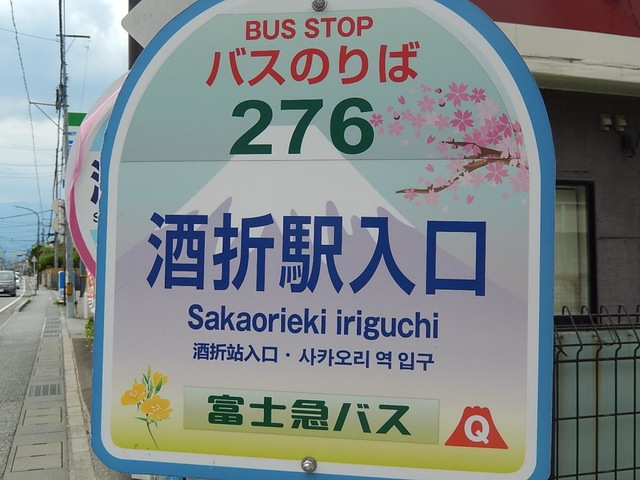 BUS STOP
バスのりば
276
酒折駅入口
Sakaorieki iriguchi
酒折站入口・사카오리 역 입구
富士急バス
Q